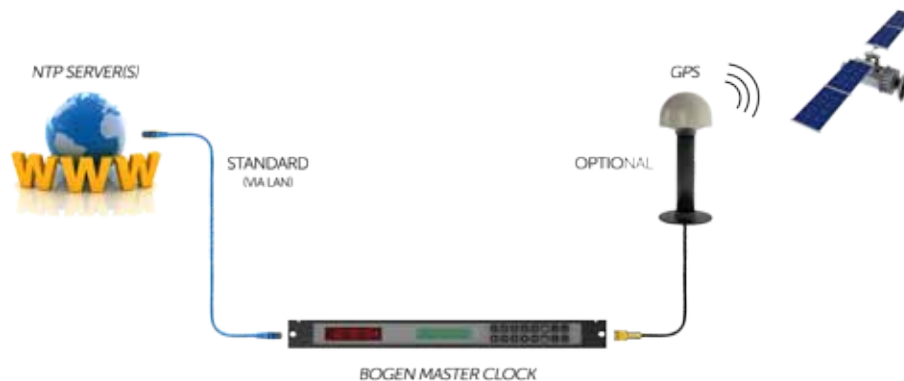 NTP SERVER(S)
WWW
STANDARD
(VIA LAN)
GPS
OPTIONAL
BOGEN MASTER CLOCK